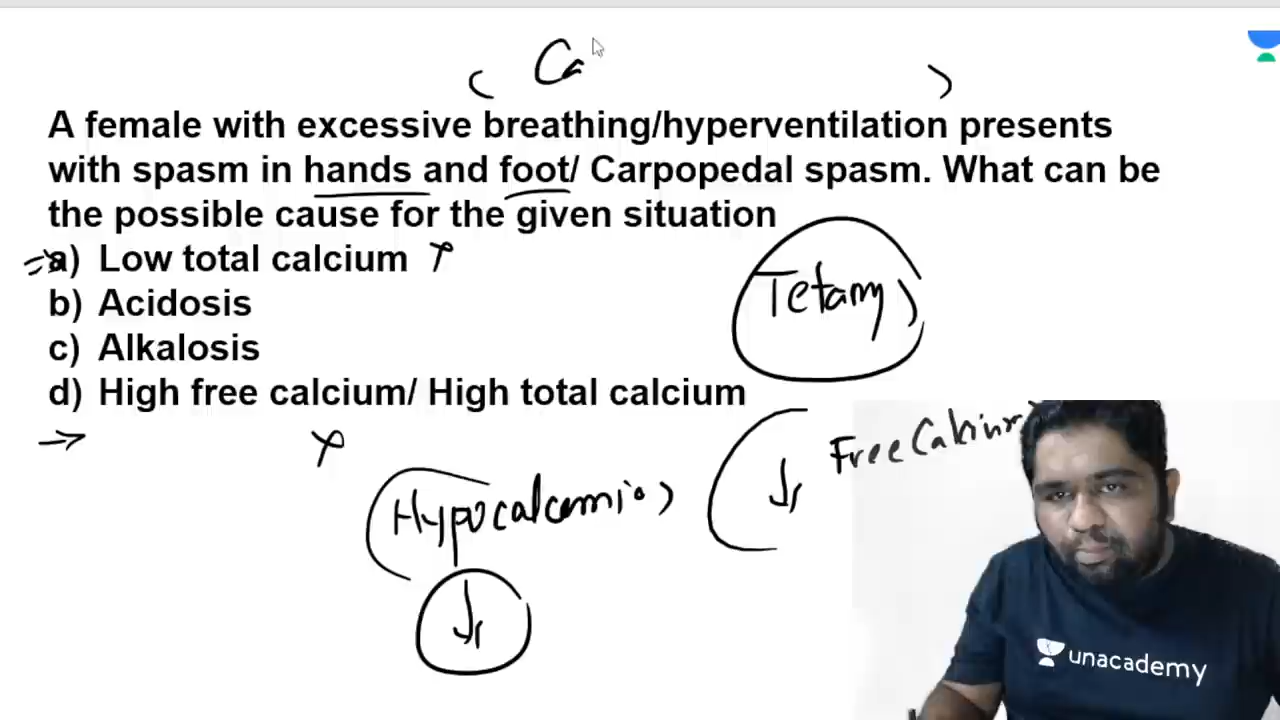 Ca
A female with excessive breathing/hyperventilation presents
with spasm in hands and foot/ Carpopedal spasm. What can be
the possible cause for the given situation
a) Low total calcium
b) Acidosis
c) Alkalosis
d) High free calcium/ High total calcium
Tetany
Free Calcium
Hypocalcemia
unacademy